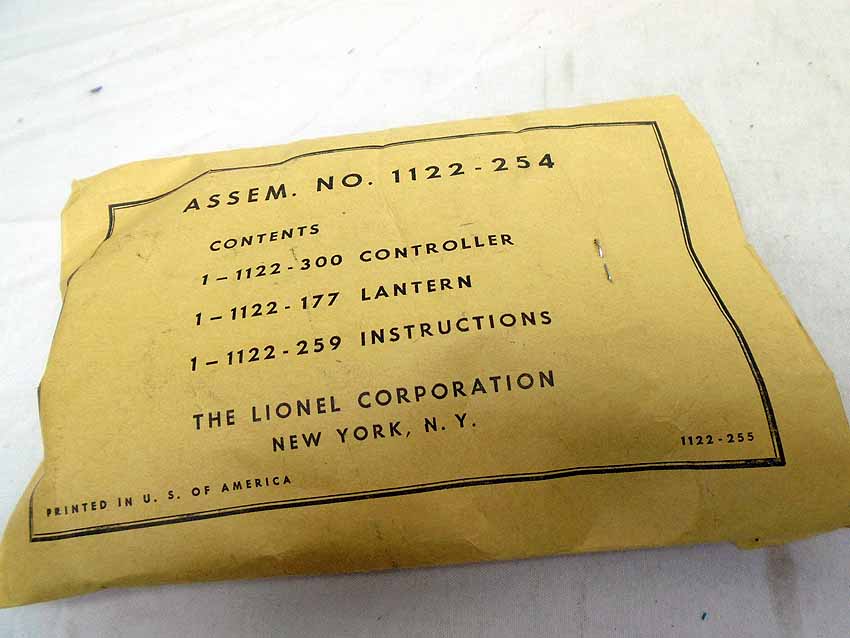 ASSEM. NO. 1122-254
CONTENTS
1-1122-300 CONTROLLER
1-1122-177 LANTERN
1-1122-259 INSTRUCTIONS
THE LIONEL CORPORATION
NEW YORK, N. Y.
1122-255
PRINTED IN U. S. OF AMERICA